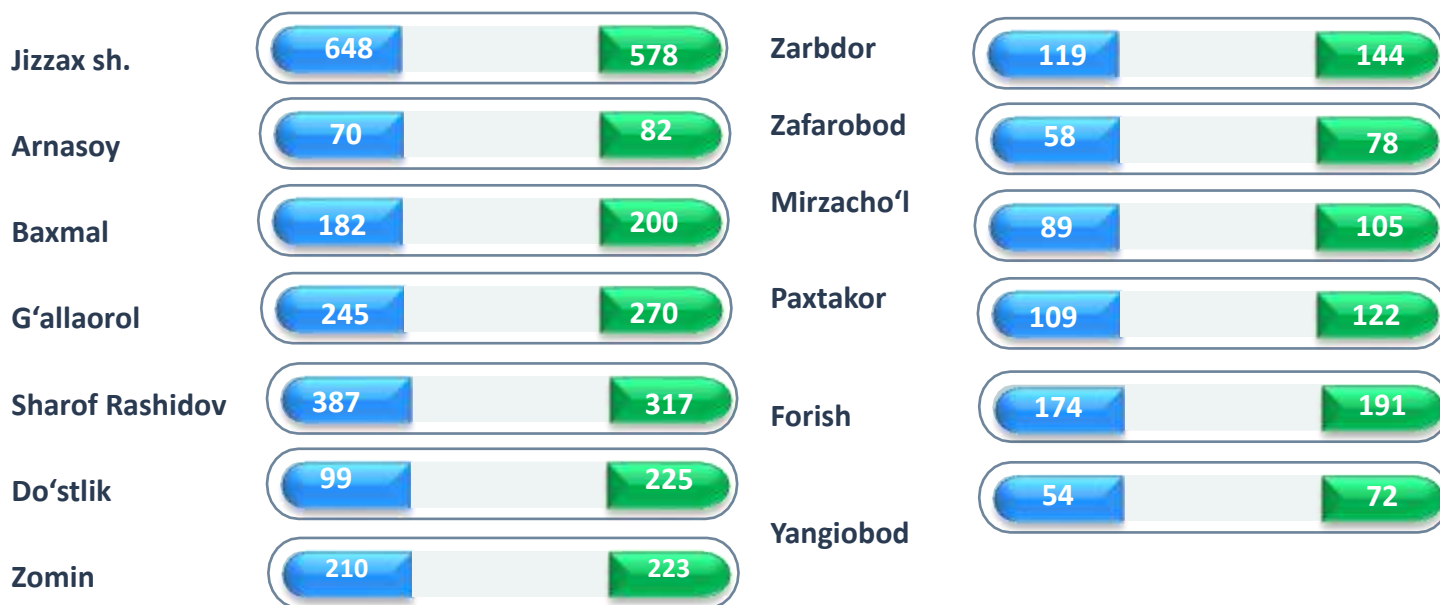 Jizzax sh. 648 578
Arnasoy 70 82
Baxmal 182 200
G‘allaorol 245 270
Sharof Rashidov 387 317
Do‘stlik 99 225
Zomin 210 223
Zarbdor 119 144
Zafarobod 58 78
Mirzacho‘l 89 105
Paxtakor 109 122
Forish 174 191
Yangiobod 54 72